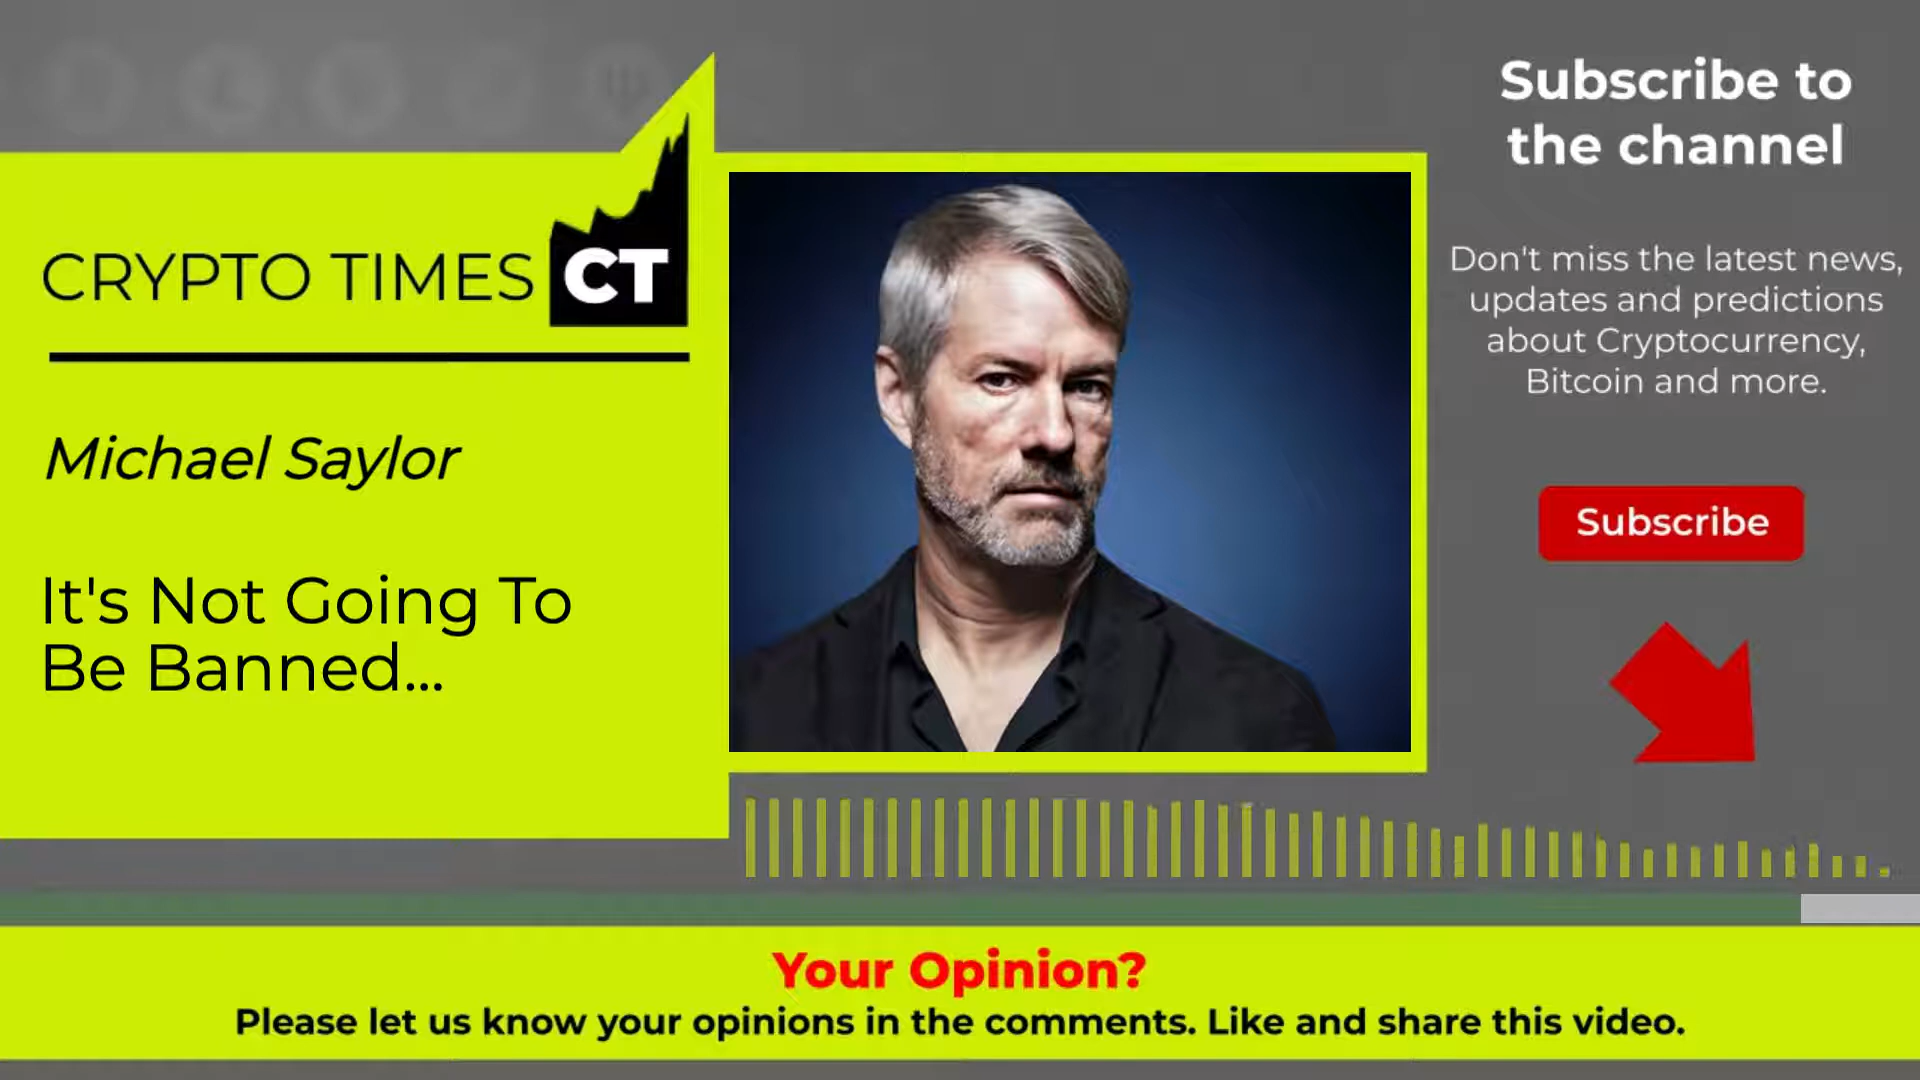 CRYPTO TIMES CT
Michael Saylor
It's Not Going To
Be Banned...
Subscribe to
the channel
Don't miss the latest news,
updates and predictions
about Cryptocurrency,
Bitcoin and more.
Subscribe
Your Opinion?
Please let us know your opinions in the comments. Like and share this video.